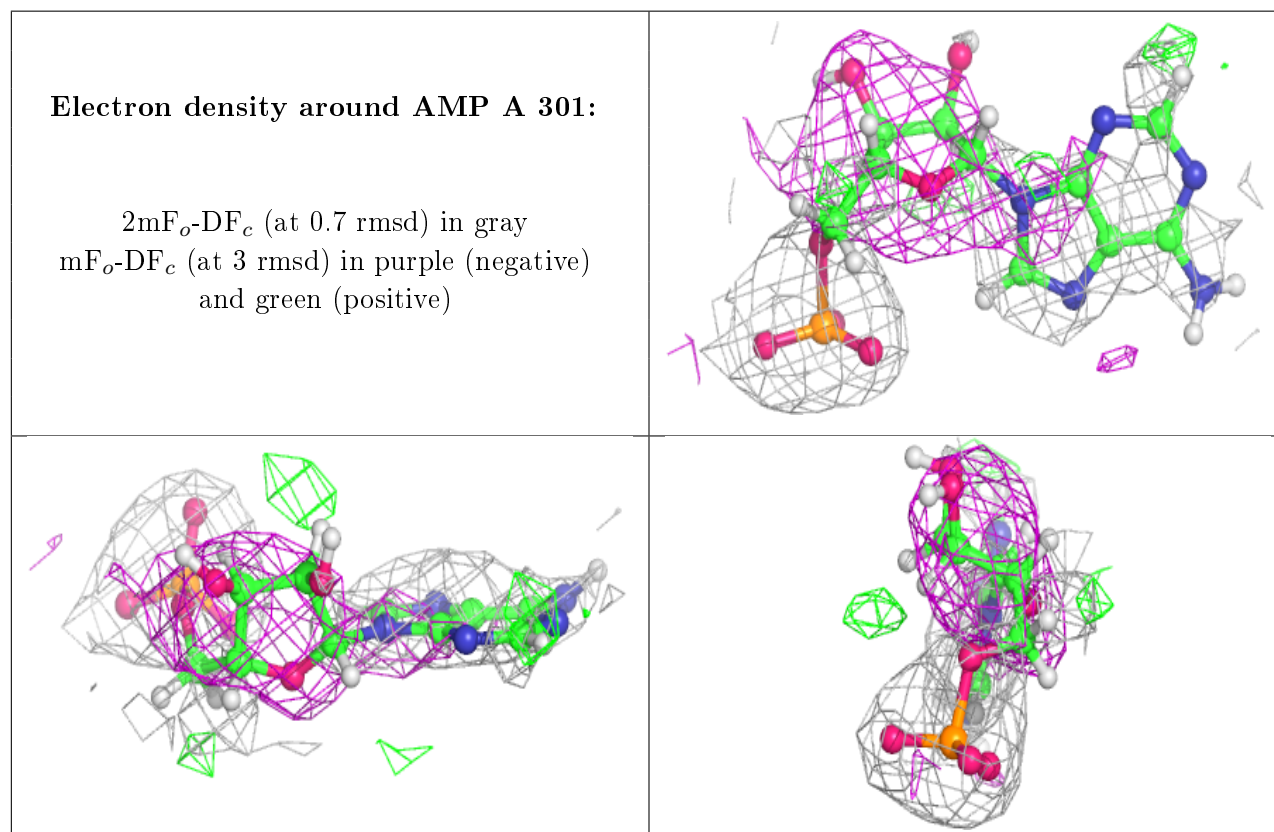 Electron density around AMP A 301:
2mFo-DFc (at 0.7 rmsd) in gray
mFo-DFc (at 3 rmsd) in purple (negative)
and green (positive)